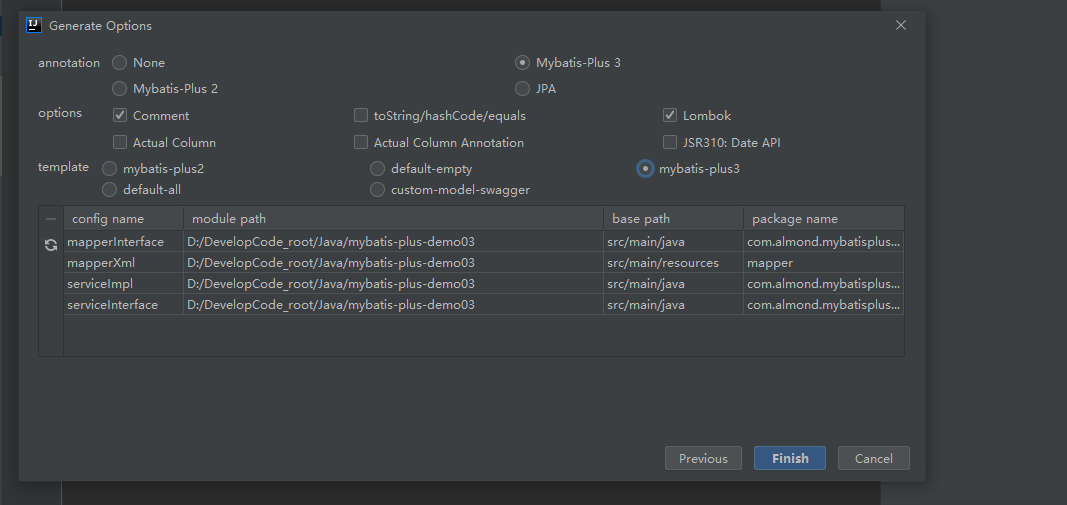 IJ Generate Options
annotation None Mybatis-Plus 3
Mybatis-Plus 2 JPA
options Comment toString/hashCode/equals Lombok
Actual Column Actual Column Annotation JSR310: Date API
template mybatis-plus2 default-empty mybatis-plus3
default-all custom-model-swagger
config name module path base path package name
mapperInterface D:/DevelopCode_root/Java/mybatis-plus-demo03 src/main/java com.almond.mybatisplus...
mapperXml D:/DevelopCode_root/Java/mybatis-plus-demo03 src/main/resources mapper
serviceImpl D:/DevelopCode_root/Java/mybatis-plus-demo03 src/main/java com.almond.mybatisplus...
serviceInterface D:/DevelopCode_root/Java/mybatis-plus-demo03 src/main/java com.almond.mybatisplus...
Previous Finish Cancel